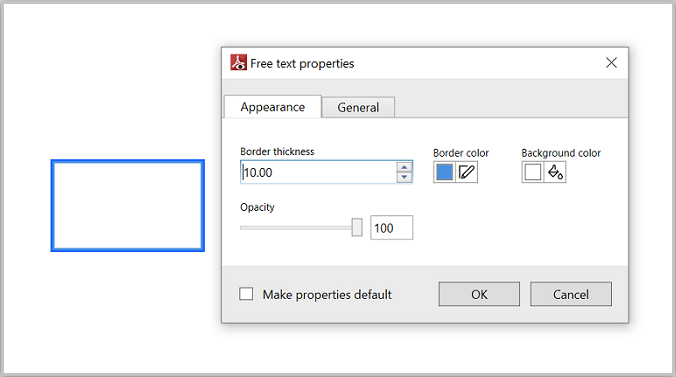 Free text properties
Appearance General
Border thickness Border color Background color
10.00
Opacity
100
Make properties default OK Cancel